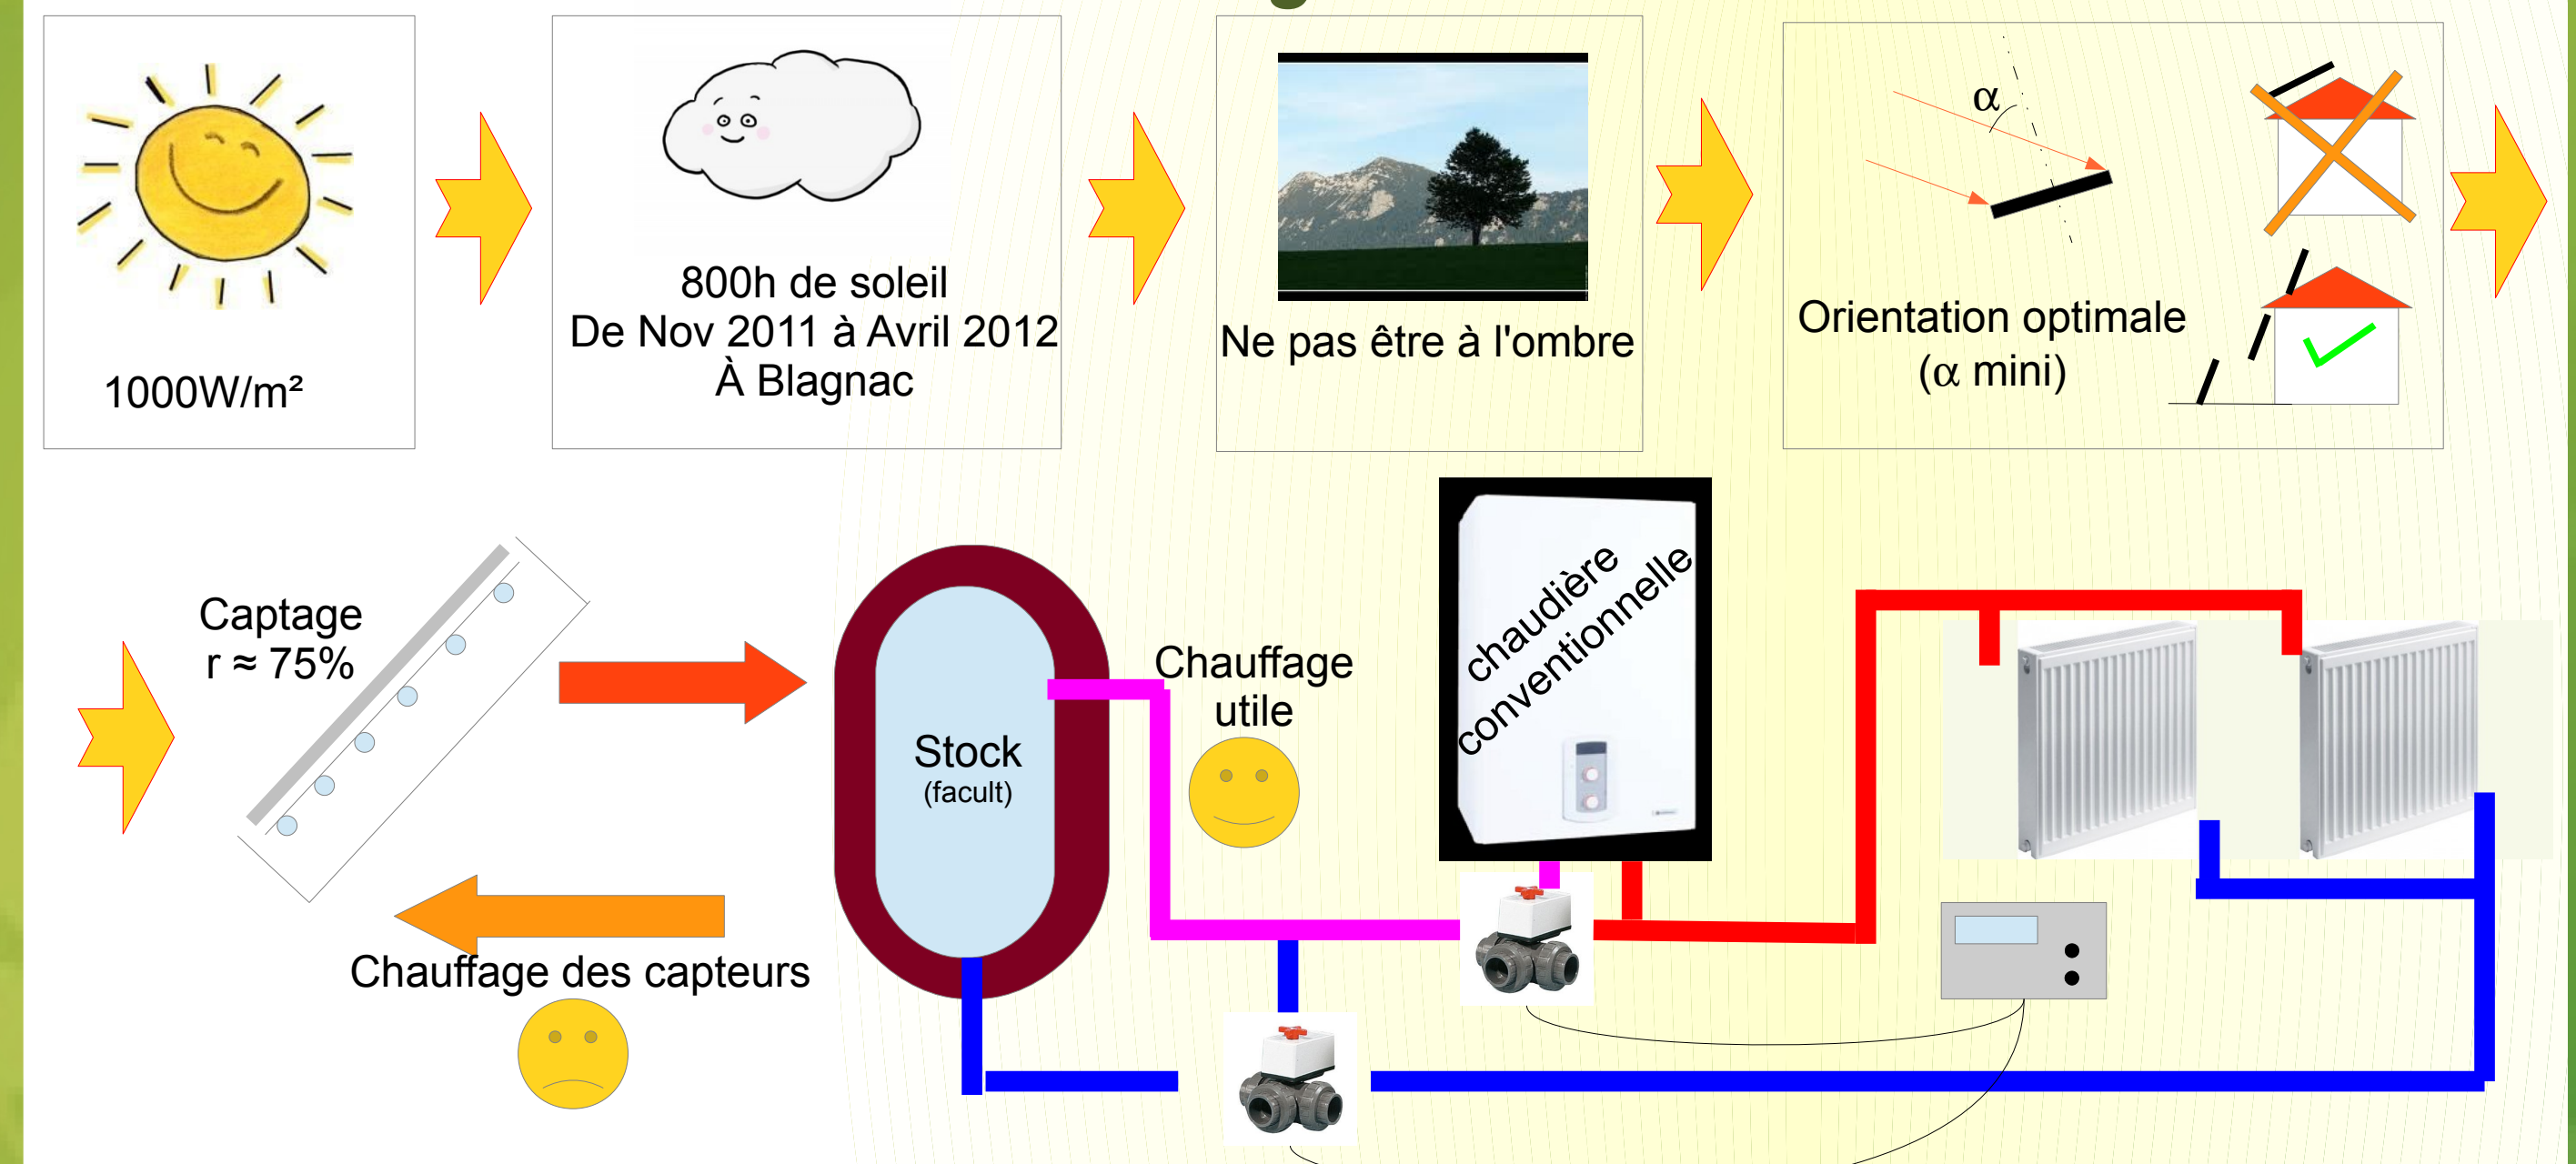 1000W/m²
800h de soleil
De Nov 2011 à Avril 2012
À Blagnac
Ne pas être à l'ombre
α
Orientation optimale
(α mini)
Captage
r ≈ 75%
Chauffage des capteurs
Stock
(facult)
Chauffage
utile
chaudière
conventionnelle